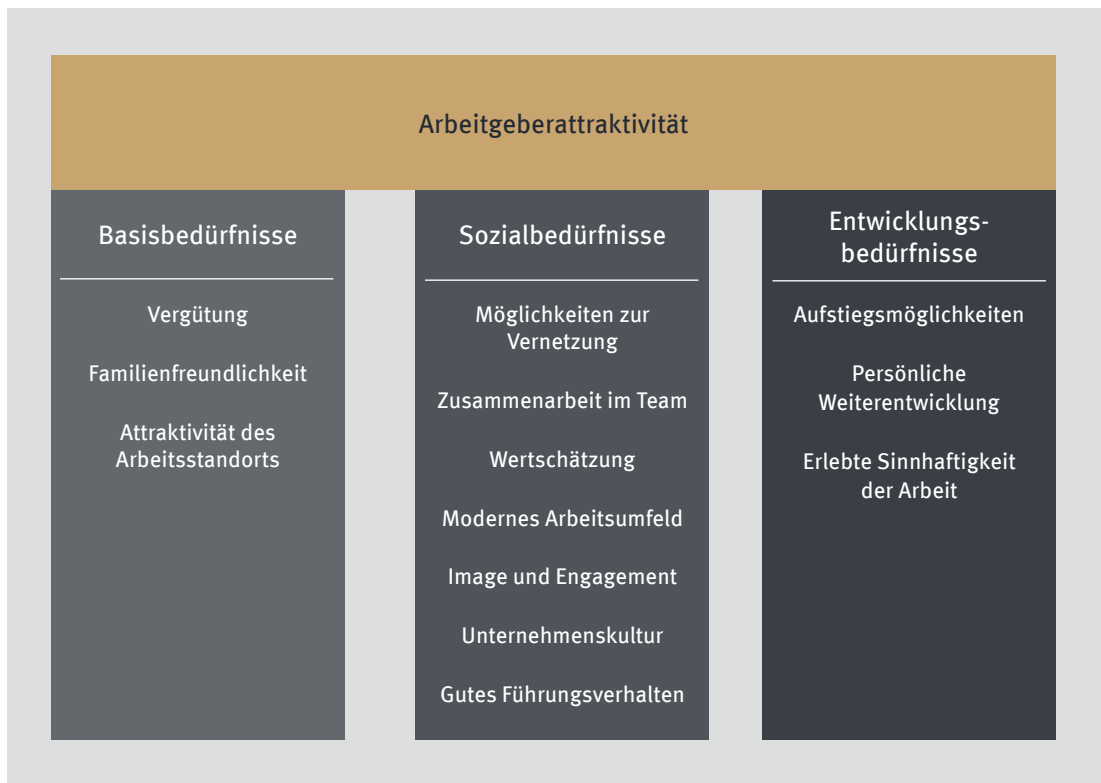 Arbeitgeberattraktivität
Basisbedürfnisse
Vergütung
Familienfreundlichkeit
Attraktivität des
Arbeitsstandorts
Sozialbedürfnisse
Möglichkeiten zur
Vernetzung
Zusammenarbeit im Team
Wertschätzung
Modernes Arbeitsumfeld
Image und Engagement
Unternehmenskultur
Gutes Führungsverhalten
Entwicklungs-
bedürfnisse
Aufstiegsmöglichkeiten
Persönliche
Weiterentwicklung
Erlebte Sinnhaftigkeit
der Arbeit